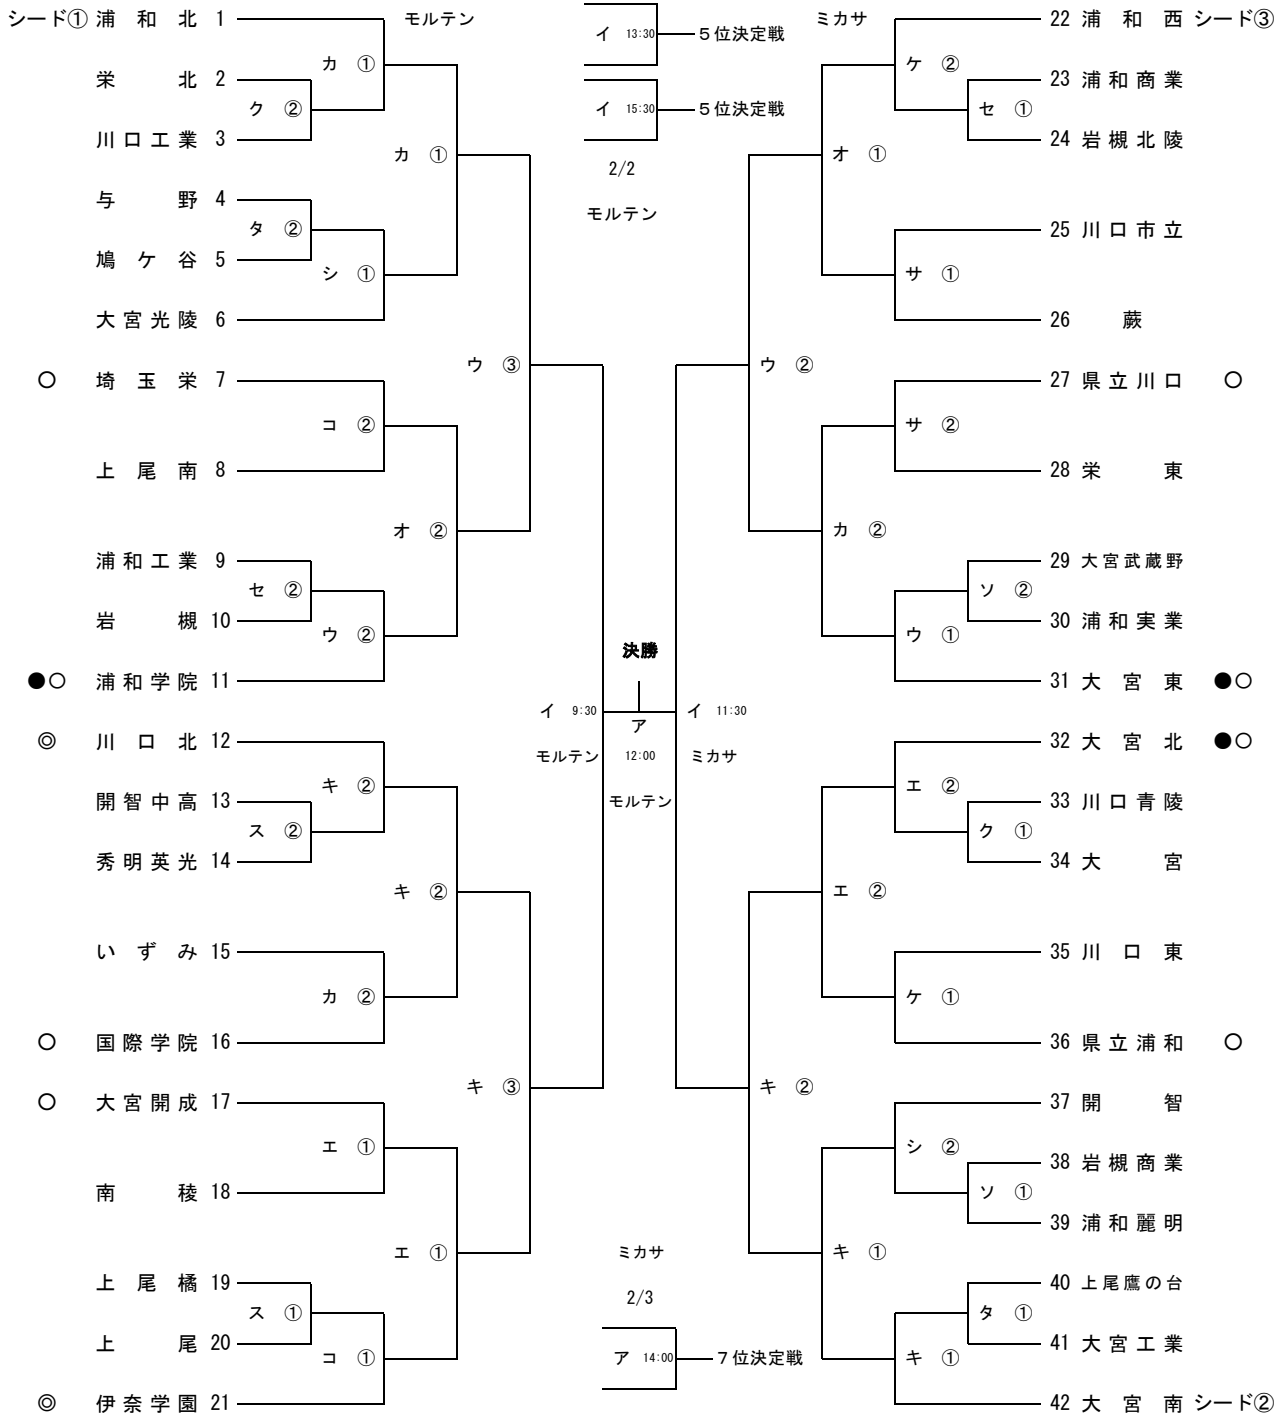 シード① 浦和北 1
栄北 2
川口工業 3
与野 4
鳩ケ谷 5
大宮光陵 6
○ 埼玉栄 7
上尾南 8
浦和工業 9
岩槻 10
●○ 浦和学院 11
◎ 川口北 12
開智中高 13
秀明英光 14
いずみ 15
○ 国際学院 16
○ 大宮開成 17
南稜 18
上尾橘 19
上尾 20
◎ 伊奈学園 21
ク ②
タ ②
セ ②
ス ②
ス ①
カ ①
シ ①
コ ②
ウ ②
キ ②
カ ②
エ ①
コ ①
カ ①
オ ②
キ ②
エ ①
ウ ③
キ ③
モルテン
イ 13:30 5位決定戦
イ 15:30 5位決定戦
2/2
モルテン
決勝
イ 9:30
モルテン
ア
12:00
モルテン
イ 11:30
ミカサ
ミカサ
2/3
ア 14:00 7位決定戦
ミカサ
ウ ②
キ ②
オ ①
カ ②
エ ②
キ ①
ケ ②
サ ①
サ ②
ウ ①
エ ②
ケ ①
シ ②
キ ①
セ ①
ソ ②
ク ①
ソ ①
タ ①
22 浦和西 シード③
23 浦和商業
24 岩槻北陵
25 川口市立
26 蕨
27 県立川口 ○
28 栄東
29 大宮武蔵野
30 浦和実業
31 大宮東 ●○
32 大宮北 ●○
33 川口青陵
34 大宮
35 川口東
36 県立浦和 ○
37 開智
38 岩槻商業
39 浦和麗明
40 上尾鷹の台
41 大宮工業
42 大宮南 シード②